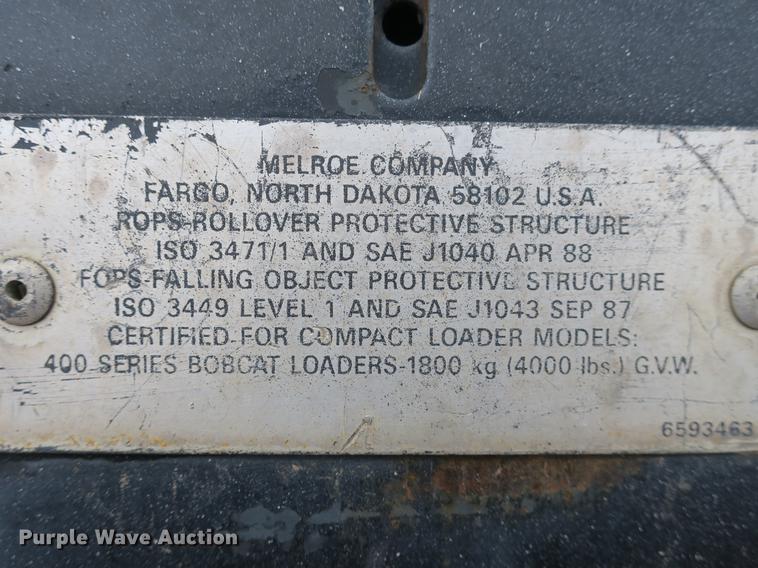 MELROE COMPANY
FARGO, NORTH DAKOTA 58102 U.S.A.
ROPS-ROLLOVER PROTECTIVE STRUCTURE
ISO 3471/1 AND SAE J1040 APR 88
FOPS-FALLING OBJECT PROTECTIVE STRUCTURE
ISO 3449 LEVEL 1 AND SAE J1043 SEP 87
CERTIFIED FOR COMPACT LOADER MODELS:
400 SERIES BOBCAT LOADERS-1800 kg (4000 lbs.) G.V.W.
6593463
Purple Wave Auction